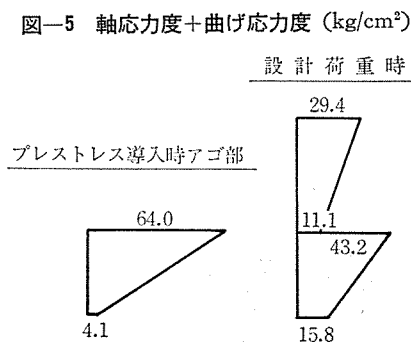 図—5 軸応力度+曲げ応力度 (kg/cm²)
設計荷重時
29.4
プレストレス導入時アゴ部
64.0
11.1
43.2
4.1
15.8